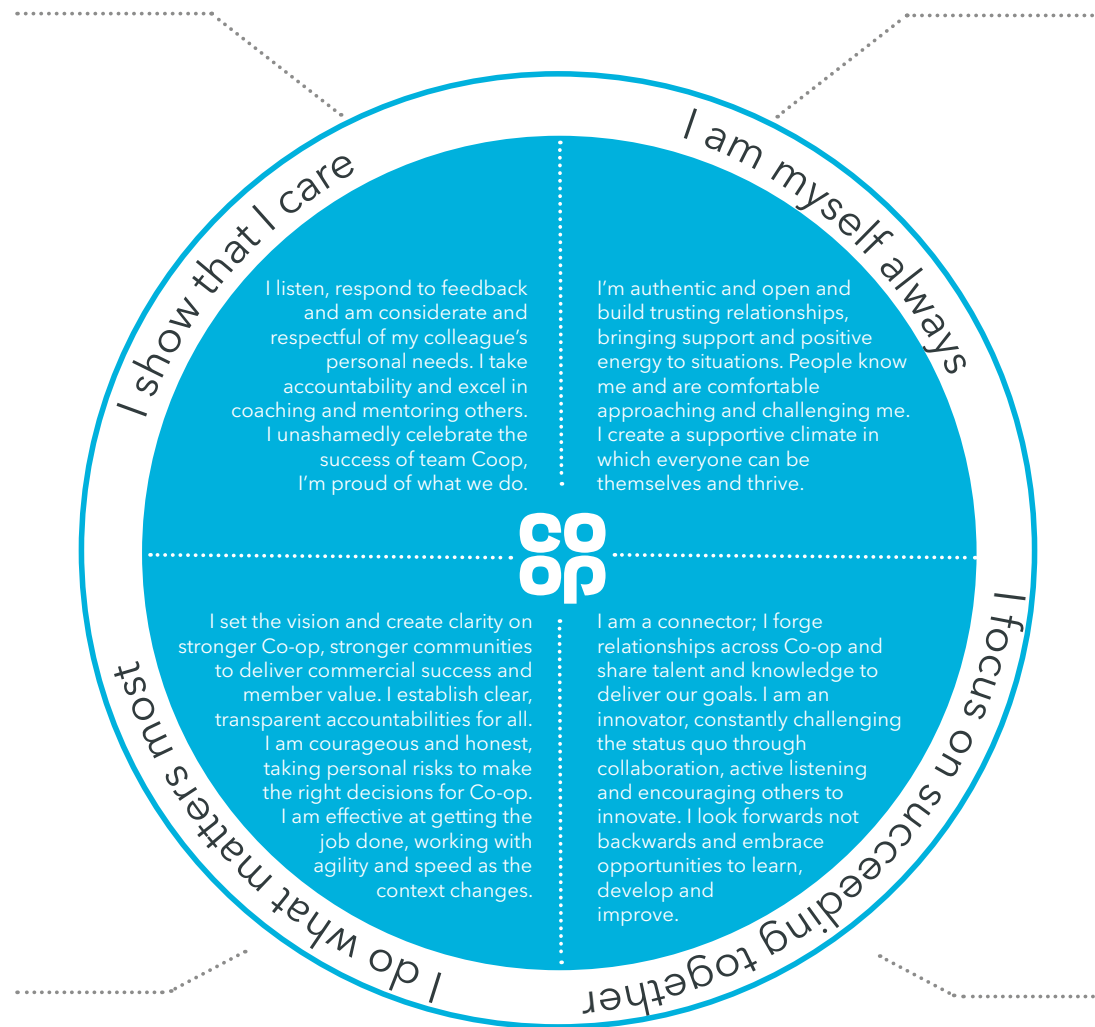 I show that I care
I listen, respond to feedback
and am considerate and
respectful of my colleague’s
personal needs. I take
accountability and excel in
coaching and mentoring others.
I unashamedly celebrate the
success of team Coop,
I’m proud of what we do.
I am myself always
I’m authentic and open and
build trusting relationships,
bringing support and positive
energy to situations. People know
me and are comfortable
approaching and challenging me.
I create a supportive climate in
which everyone can be
themselves and thrive.
co
op
I do what matters most
I set the vision and create clarity on
stronger Co-op, stronger communities
to deliver commercial success and
member value. I establish clear,
transparent accountabilities for all.
I am courageous and honest,
taking personal risks to make
the right decisions for Co-op.
I am effective at getting the
job done, working with
agility and speed as the
context changes.
I focus on succeeding together
I am a connector; I forge
relationships across Co-op and
share talent and knowledge to
deliver our goals. I am an
innovator, constantly challenging
the status quo through
collaboration, active listening
and encouraging others to
innovate. I look forwards not
backwards and embrace
opportunities to learn,
develop and
improve.